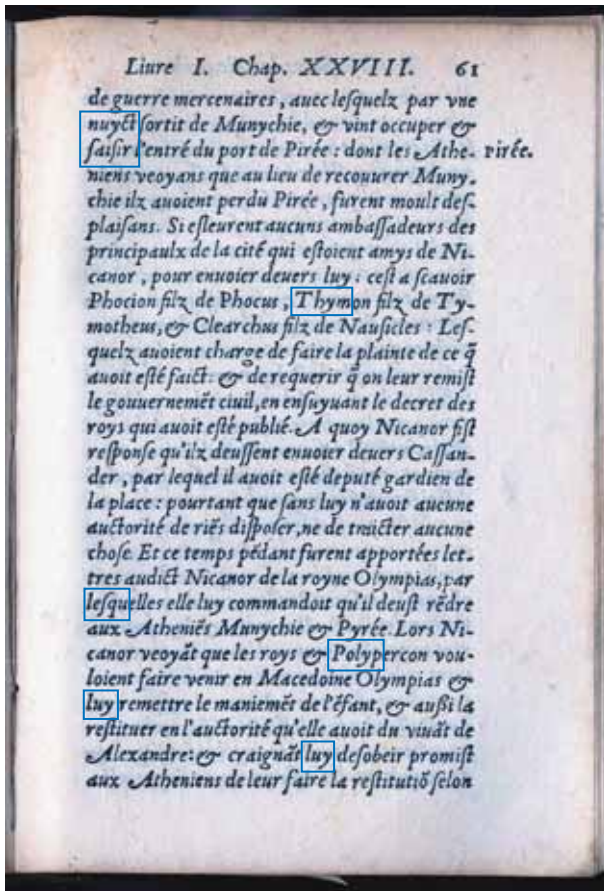 Liure I. Chap. XXVIII. 61
de guerre mercenaires, auec leſquelz par vne
nuyct ſortit de Munychie, & vint occuper &
ſaiſir l'entré du port de Pirée : dont les Athe- Pirée.
niens veoyans que au lieu de recouurer Muny-
chie ilz auoient perdu Pirée, furent moult deſ-
plaiſans. Si eſleurent aucuns ambaſſadeurs des
principaulx de la cité qui eſtoient amys de Ni-
canor, pour enuoier deuers luy : ceſt a ſcauoir
Phocion filz de Phocus, Thymon filz de Ty-
motheus, & Clearchus filz de Nauſicles : Leſ-
quelz auoient charge de faire la plainte de ce q̃
auoit eſté faict : & de requerir q̃ on leur remiſt
le gouuernemẽt ciuil, en enſuyuant le decret des
roys qui auoit eſté publié. A quoy Nicanor fiſt
reſponſe qu'ilz deuſſent enuoier deuers Caſſan-
der, par lequel il auoit eſté deputé gardien de
la place : pourtant que ſans luy n'auoit aucune
auctorité de riẽs diſpoſer, ne de traicter aucune
choſe. Et ce temps pẽdant furent apportées let-
tres audict Nicanor de la royne Olympias, par
leſquelles elle luy commandoit qu'il deuſt rẽdre
aux Atheniẽs Munychie & Pyrée. Lors Ni-
canor veoyãt que les roys & Polypercon vou-
loient faire venir en Macedoine Olympias &
luy remettre le maniemẽt de l'ẽfant, & auſsi la
reſtituer en l'auctorité qu'elle auoit du viuãt de
Alexandre : & craignãt luy deſobeir promiſt
aux Atheniens de leur faire la reſtitutiõ ſelon